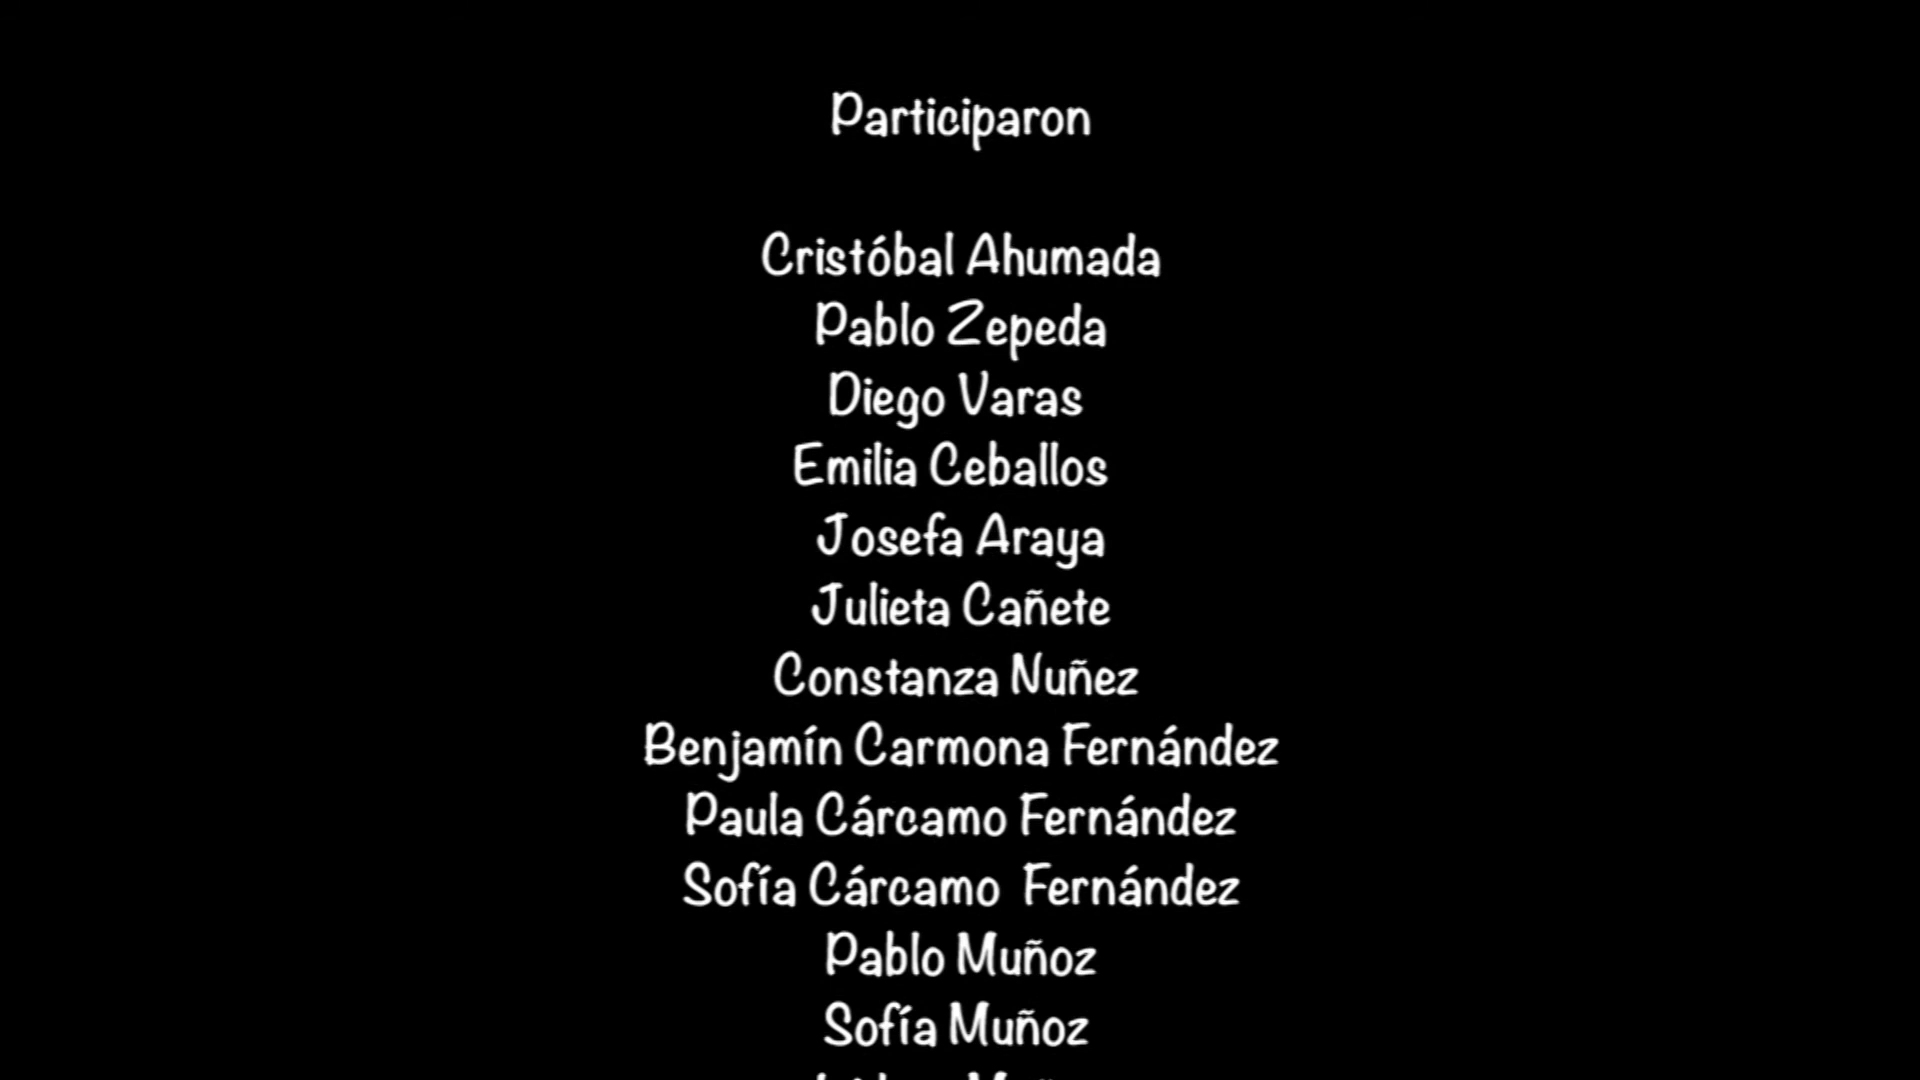 Participaron
Cristóbal Ahumada
Pablo Zepeda
Diego Varas
Emilia Ceballos
Josefa Araya
Julieta Cañete
Constanza Nuñez
Benjamín Carmona Fernández
Paula Cárcamo Fernández
Sofía Cárcamo  Fernández
Pablo Muñoz
Sofía Muñoz